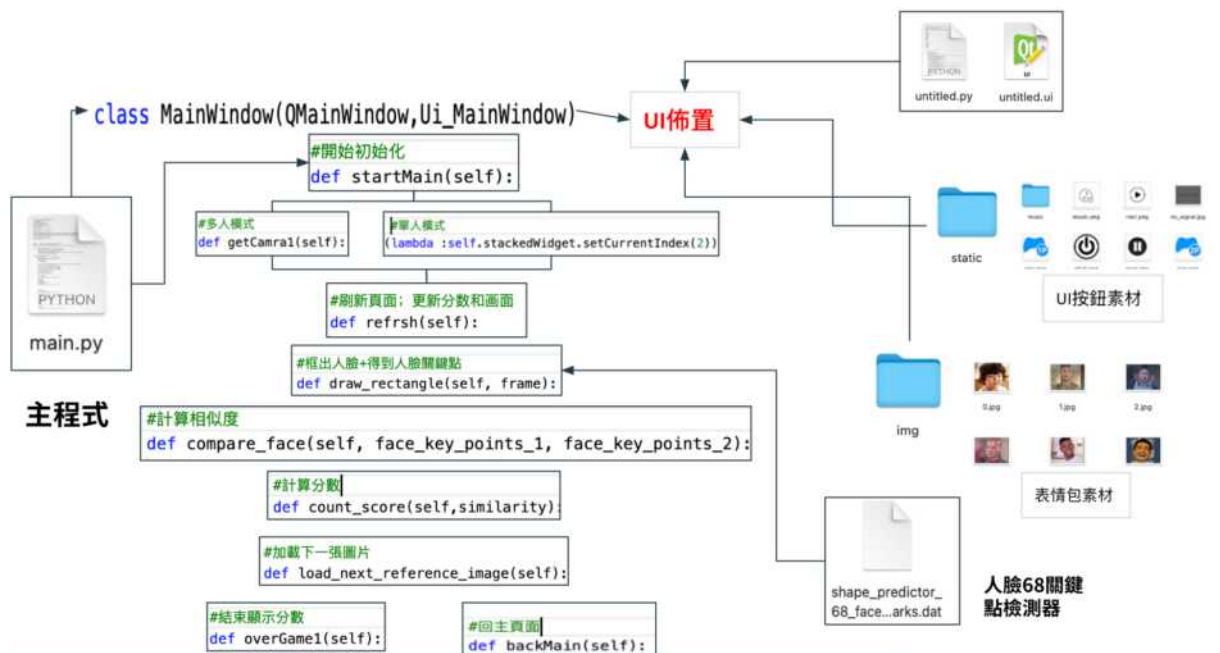 untitled.py
untitled.ui
class MainWindow(QMainWindow,Ui_MainWindow)
UI佈置
#開始初始化
def startMain(self):
#多人模式
def getCamra1(self):
#單人模式
(lambda :self.stackedWidget.setCurrentIndex(2))
PYTHON
main.py
主程式
#刷新頁面; 更新分数和画面
def refrsh(self):
#框出人臉+得到人臉關鍵點
def draw_rectangle(self, frame):
#計算相似度
def compare_face(self, face_key_points_1, face_key_points_2):
#計算分數
def count_score(self,similarity):
#加載下一張圖片
def load_next_reference_image(self):
#結束顯示分數
def overGame1(self):
#回主頁面
def backMain(self):
static
UI按鈕素材
img
0.jpg
1.jpg
2.jpg
表情包素材
shape_predictor_
68_face...arks.dat
人臉68關鍵
點檢測器